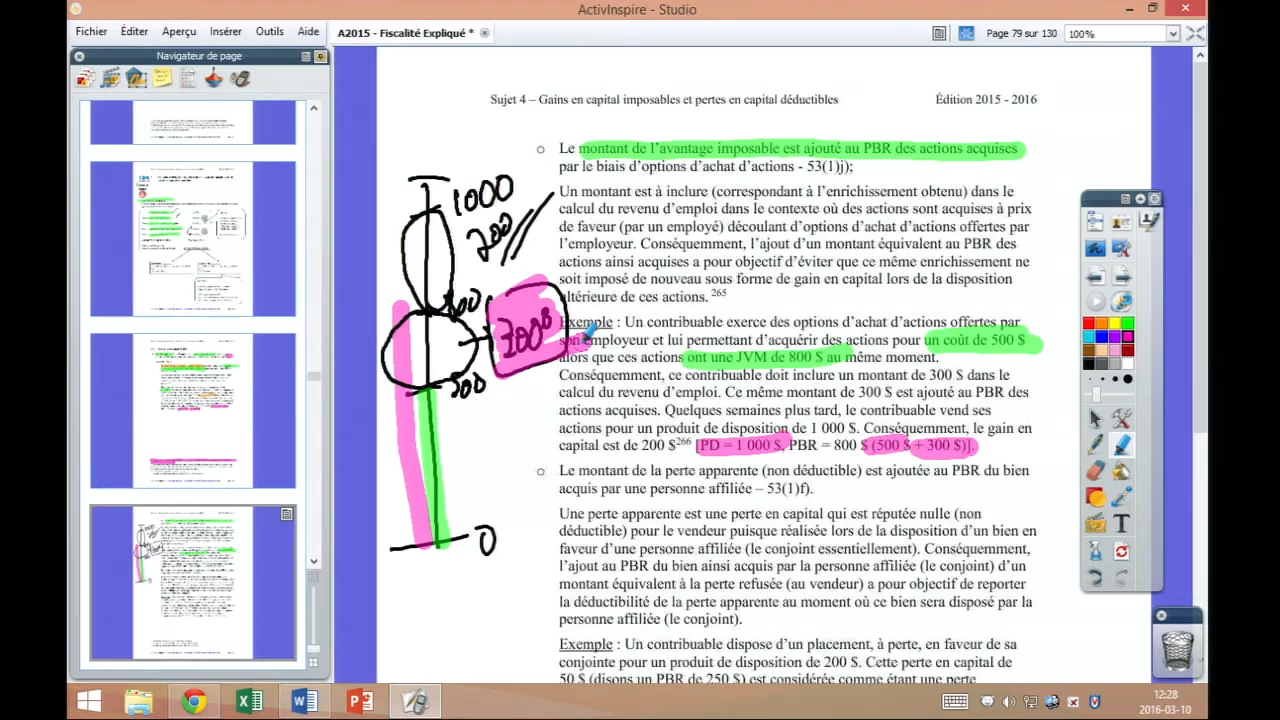 ActivInspire - Studio
Fichier Éditer Aperçu Insérer Outils Aide
A2015 - Fiscalité Expliqué *
Page 79 sur 130
100%
Navigateur de page
Sujet 4 – Gains en capital imposables et pertes en capital déductibles
Édition 2015 - 2016
Le montant de l'avantage imposable est ajouté au PBR des actions acquises
par le biais d'options d'achat d'actions - 53(1)j);
Un montant est à inclure (correspondant à l'enrichissement obtenu) dans le
calcul du revenu d'emploi dans le contexte où des actions sont acquises à prix
de faveur (par un employé) découlant d'options d'achat d'actions offertes par
l'employeur. Conséquemment, l'ajout d'un même montant au PBR des
actions acquises a pour objectif d'éviter que ce même enrichissement ne
soit imposé à nouveau sous forme de gain en capital lors de la disposition
ultérieure de ces actions. 265
Exemple : Un contribuable exerce des options d'achat d'actions offertes par
son employeur et lui permettant d'acquérir des actions pour un coût de 500 $
alors que ces actions ont une JVM de 800 $ au même moment.
Conséquemment, ce contribuable doit inclure un montant de 300 $ dans le
calcul du revenu d'emploi. Ce même montant de 300 $ est ajouté au PBR des
actions acquises. Quelques semaines plus tard, le contribuable vend ses
actions pour un produit de disposition de 1 000 $. Conséquemment, le gain en
capital est de 200 $266 [PD = 1 000 $. PBR = 800 $ (500 $ + 300 $)].
Le montant de la perte apparente (non déductible) est ajoutée au PBR du bien
acquis par une personne affiliée – 53(1)f).
Une perte apparente est une perte en capital qui est réputée nulle (non
déductible) pour le vendeur puisque réalisée lors de la disposition d'un bien en
faveur d'une personne affiliée (le conjoint essentiellement). Conséquemment,
l'ajout au PBR du bien ainsi acquis par la personne affiliée (le conjoint) d'un
montant équivalant à la perte refusée (au vendeur) a pour objectif de reporter
la déductibilité de la perte apparente au moment où le bien sera disposé par la
personne affiliée (le conjoint).
Exemple : Un contribuable dispose d'un placement, à perte, en faveur de sa
conjointe pour un produit de disposition de 200 $. Cette perte en capital de
50 $ (disons un PBR de 250 $) est considérée comme étant une perte
1000
200
800
300$
500
0
12:28
2016-03-10